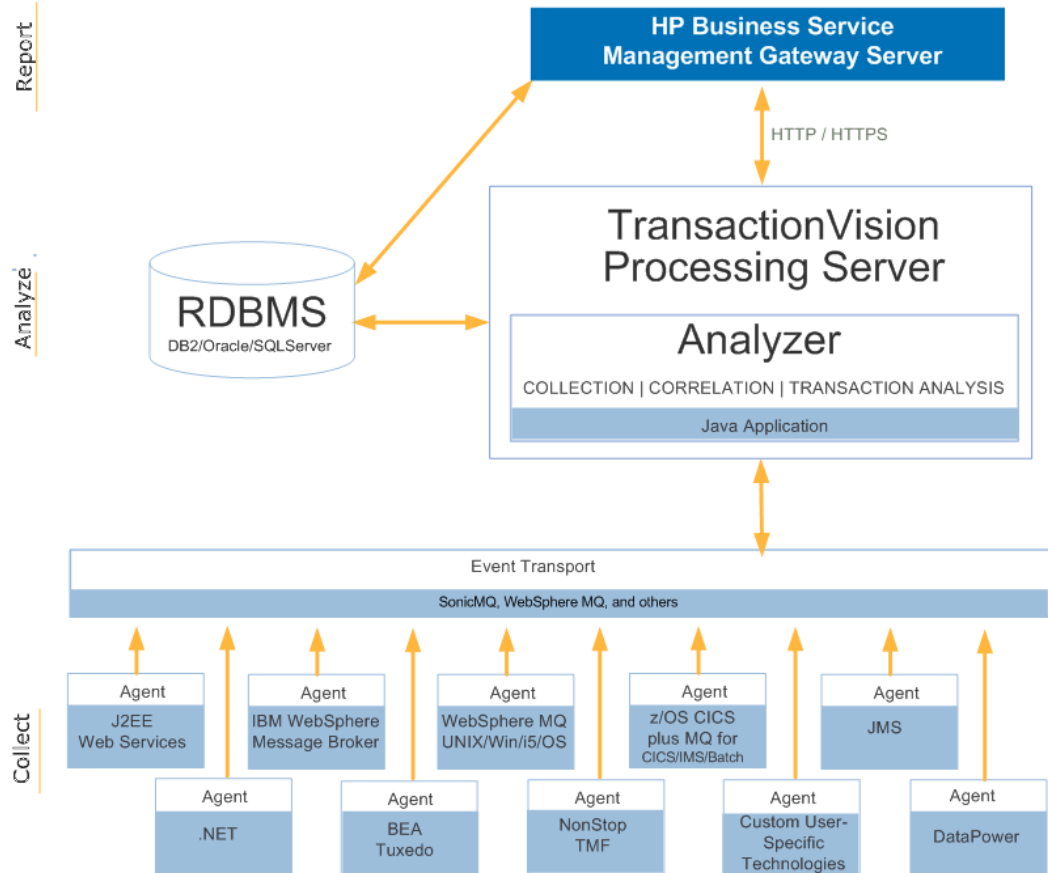 Report
HP Business Service
Management Gateway Server
HTTP / HTTPS
Analyze
RDBMS
DB2/Oracle/SQLServer
TransactionVision
Processing Server
Analyzer
COLLECTION | CORRELATION | TRANSACTION ANALYSIS
Java Application
Event Transport
SonicMQ, WebSphere MQ, and others
Collect
Agent
J2EE
Web Services
Agent
IBM WebSphere
Message Broker
Agent
WebSphere MQ
UNIX/Win/i5/OS
Agent
z/OS CICS
plus MQ for
CICS/IMS/Batch
Agent
JMS
Agent
.NET
Agent
BEA
Tuxedo
Agent
NonStop
TMF
Agent
Custom User-
Specific
Technologies
Agent
DataPower